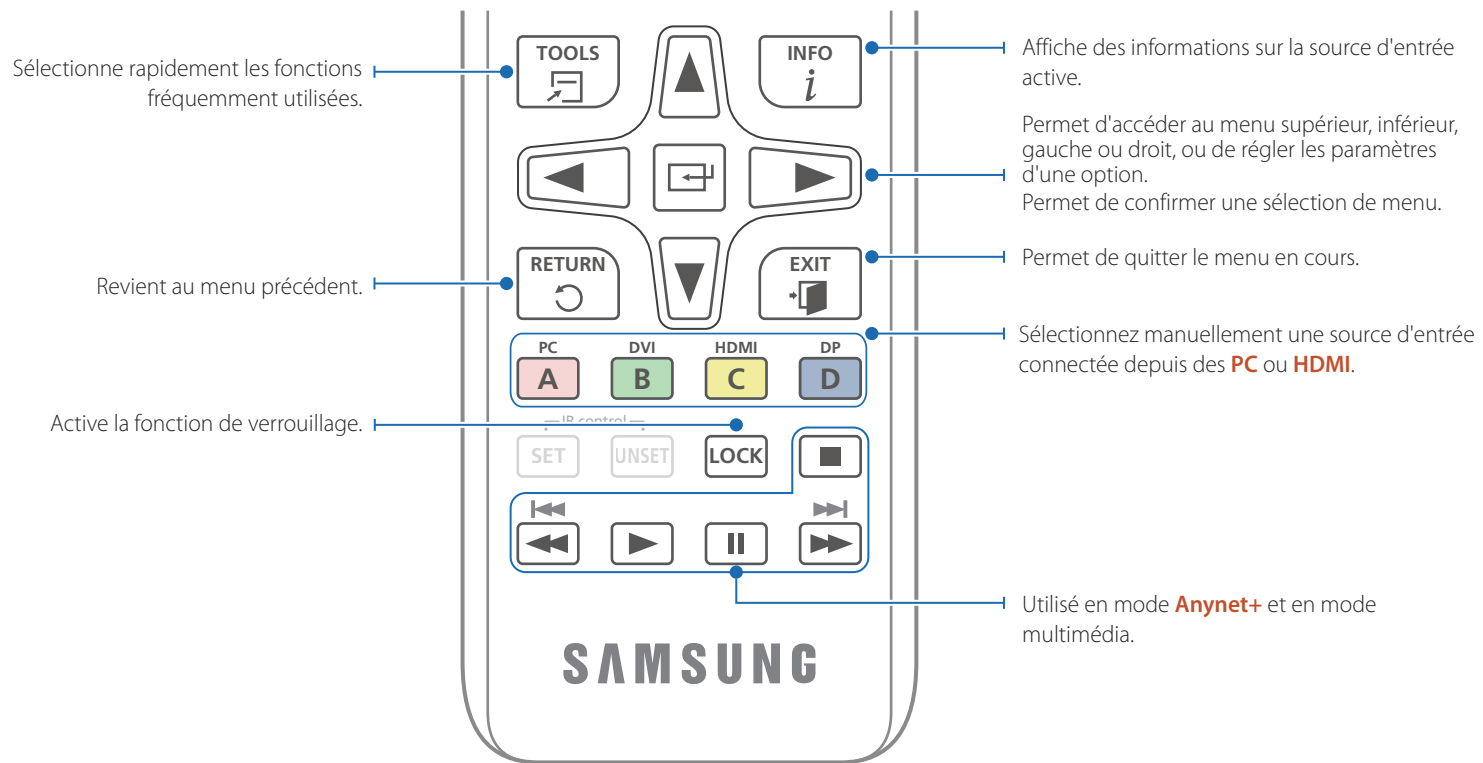 TOOLS
INFO
i
Sélectionne rapidement les fonctions
fréquemment utilisées.
Affiche des informations sur la source d'entrée
active.
Permet d'accéder au menu supérieur, inférieur,
gauche ou droit, ou de régler les paramètres
d'une option.
Permet de confirmer une sélection de menu.
RETURN
EXIT
Revient au menu précédent.
Permet de quitter le menu en cours.
PC DVI HDMI DP
A B C D
Sélectionnez manuellement une source d'entrée
connectée depuis des PC ou HDMI.
Active la fonction de verrouillage.
IR control
SET UNSET LOCK
Utilisé en mode Anynet+ et en mode
multimédia.
SAMSUNG